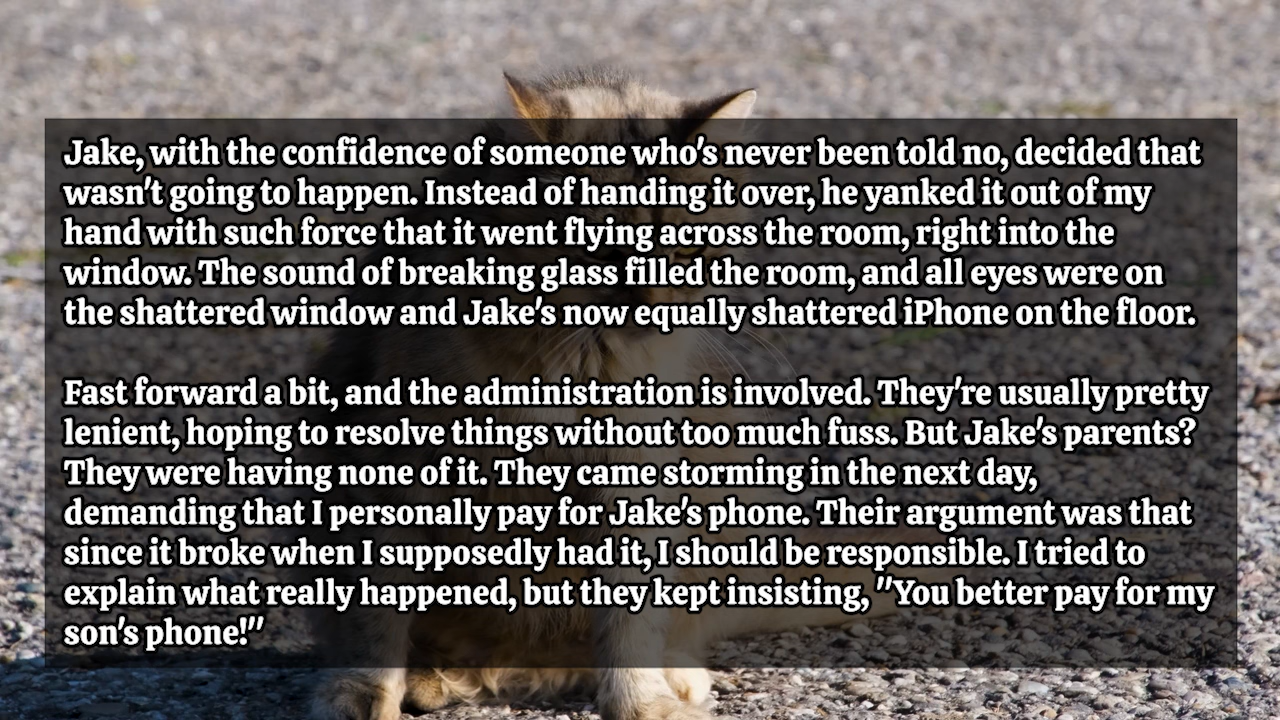 Jake, with the confidence of someone who's never been told no, decided that
wasn't going to happen. Instead of handing it over, he yanked it out of my
hand with such force that it went flying across the room, right into the
window. The sound of breaking glass filled the room, and all eyes were on
the shattered window and Jake's now equally shattered iPhone on the floor.
Fast forward a bit, and the administration is involved. They're usually pretty
lenient, hoping to resolve things without too much fuss. But Jake's parents?
They were having none of it. They came storming in the next day,
demanding that I personally pay for Jake's phone. Their argument was that
since it broke when I supposedly had it, I should be responsible. I tried to
explain what really happened, but they kept insisting, "You better pay for my
son's phone!"